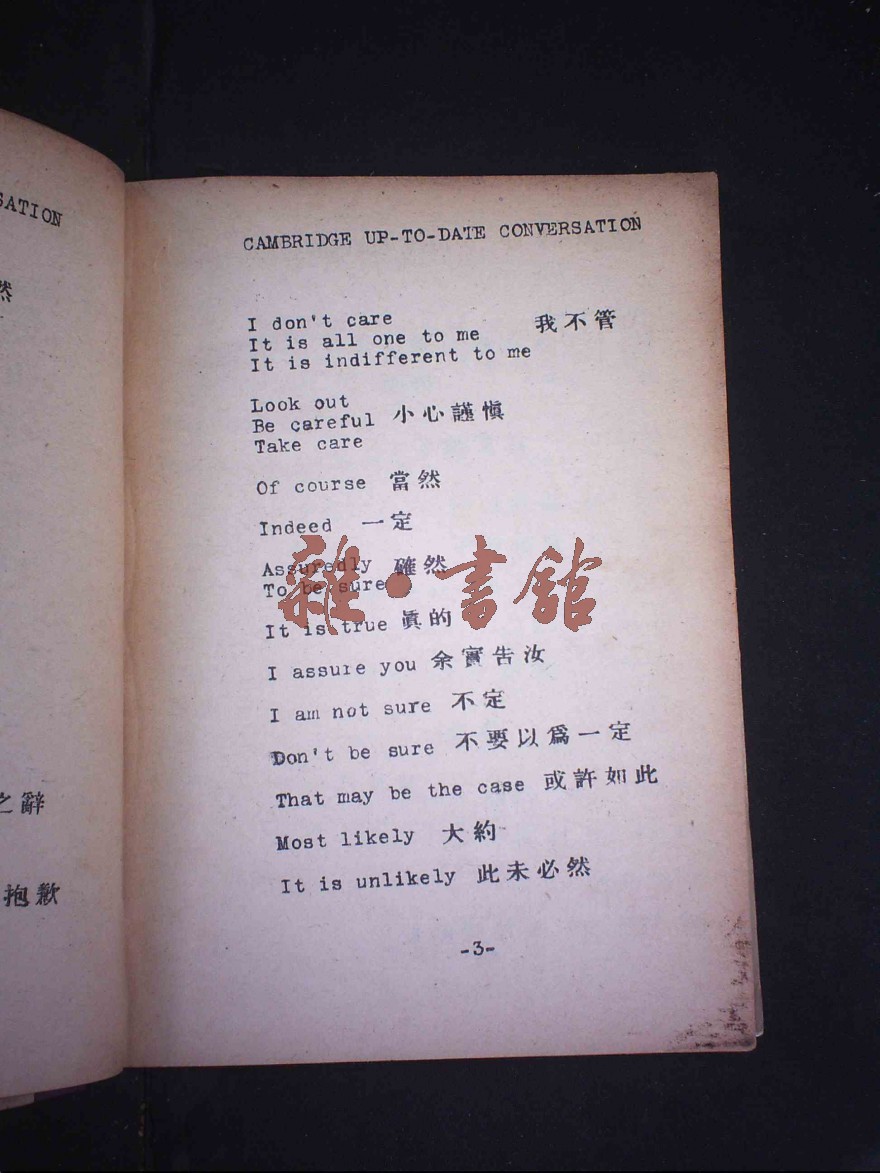 SATION
然
之辭
抱歉
CAMBRIDGE UP-TO-DATE CONVERSATION
I don't care
It is all one to me 我不管
It is indifferent to me
Look out
Be careful 小心謹愼
Take care
Of course 當然
Indeed 一定
Assuredly 確然
To be sure
It is true 眞的
I assure you 余實告汝
I am not sure 不定
Don't be sure 不要以爲一定
That may be the case 或許如此
Most likely 大約
It is unlikely 此未必然
-3-
雜·書館